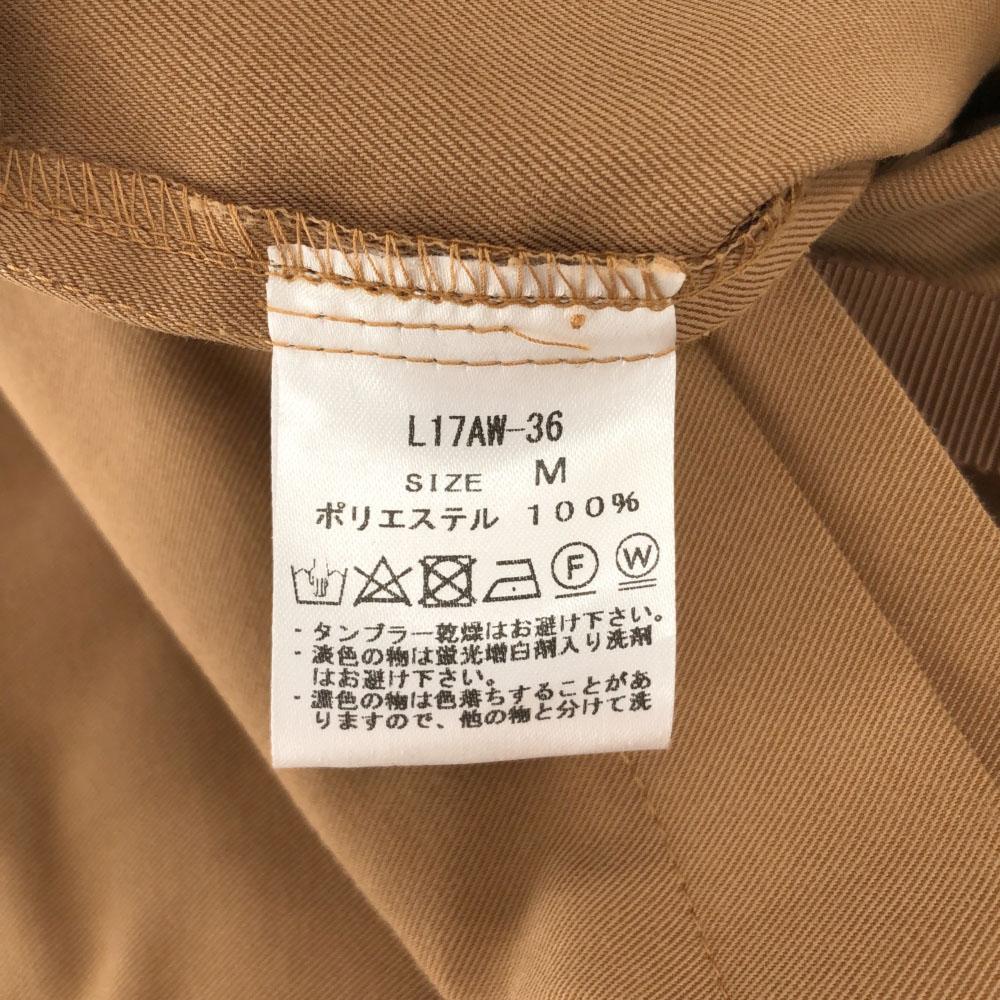 L17AW-36
SIZE M
ポリエステル 100%
F W
・タンブラー乾燥はお避け下さい。
・淡色の物は蛍光増白剤入り洗剤
はお避け下さい。
・濃色の物は色落ちすることがあ
りますので、他の物と分けて洗